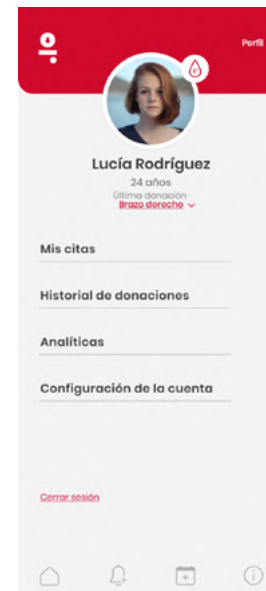 Perfil
Lucía Rodríguez
24 años
Última donación
Brazo derecho
Mis citas
Historial de donaciones
Analíticas
Configuración de la cuenta
Cerrar sesión